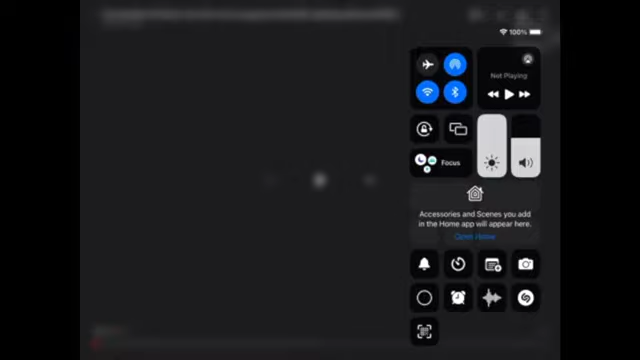 100%
Not Playing
Focus
Accessories and Scenes you add
in the Home app will appear here.
Open Home